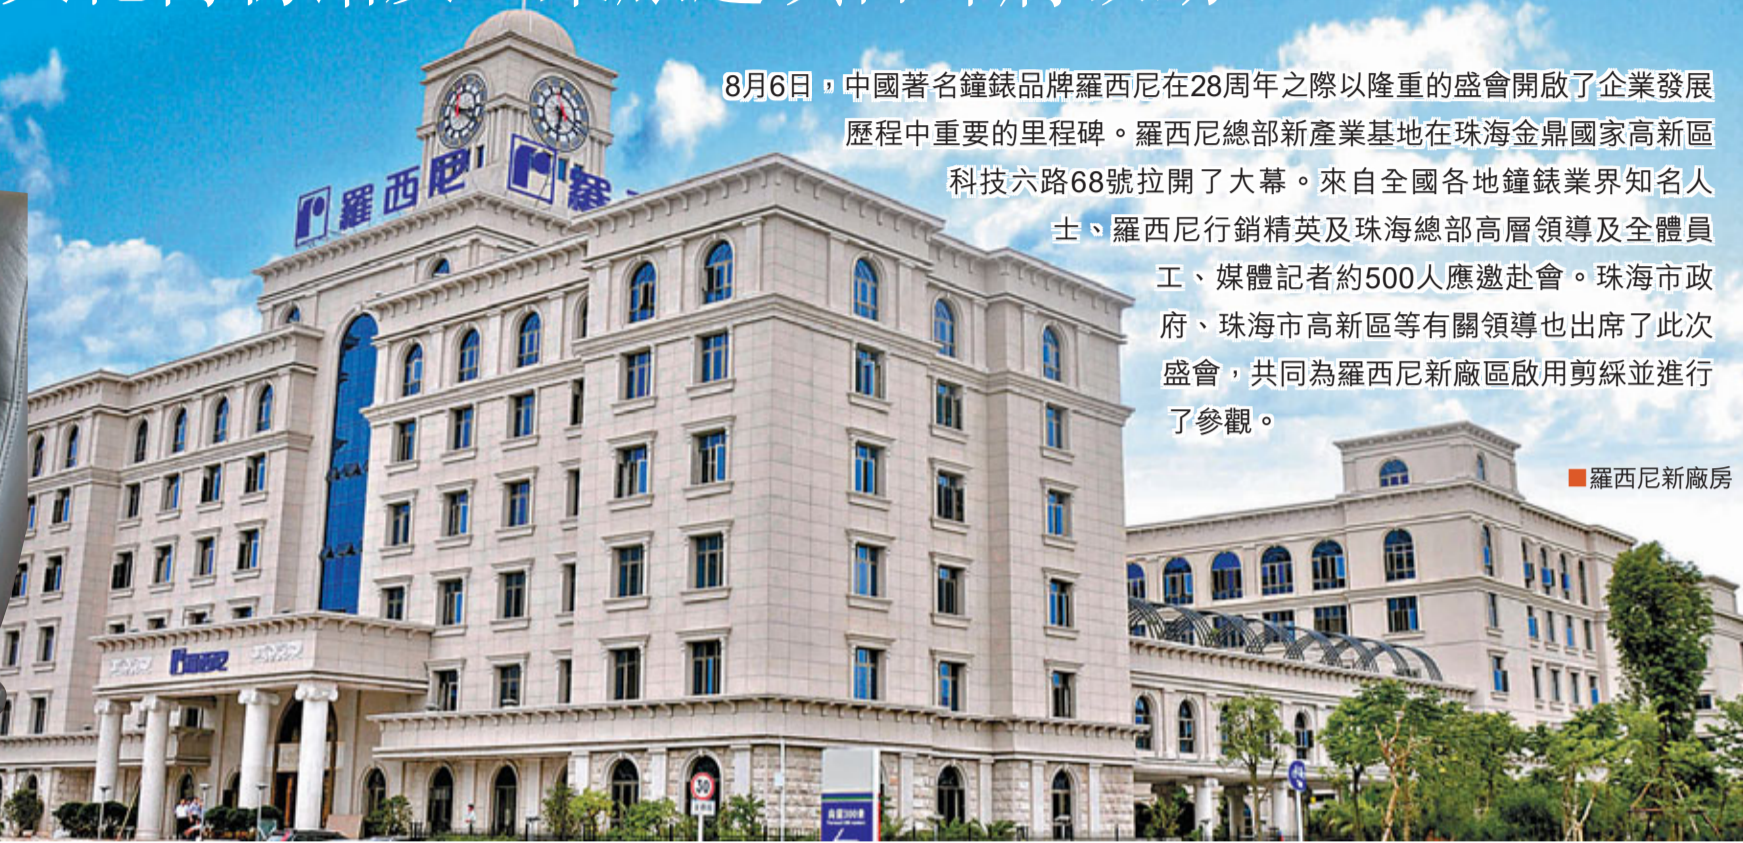 8月6日，中國著名鐘錶品牌羅西尼在28周年之際以隆重的盛會開啟了企業發展
歷程中重要的里程碑。羅西尼總部新產業基地在珠海金鼎國家高新區
科技六路68號拉開了大幕。來自全國各地鐘錶業界知名人
士、羅西尼行銷精英及珠海總部高層領導及全體員
工、媒體記者約500人應邀赴會。珠海市政
府、珠海市高新區等有關領導也出席了此次
盛會，共同為羅西尼新廠區啟用剪綵並進行
了參觀。
■羅西尼新廠房
羅西尼
羅
30